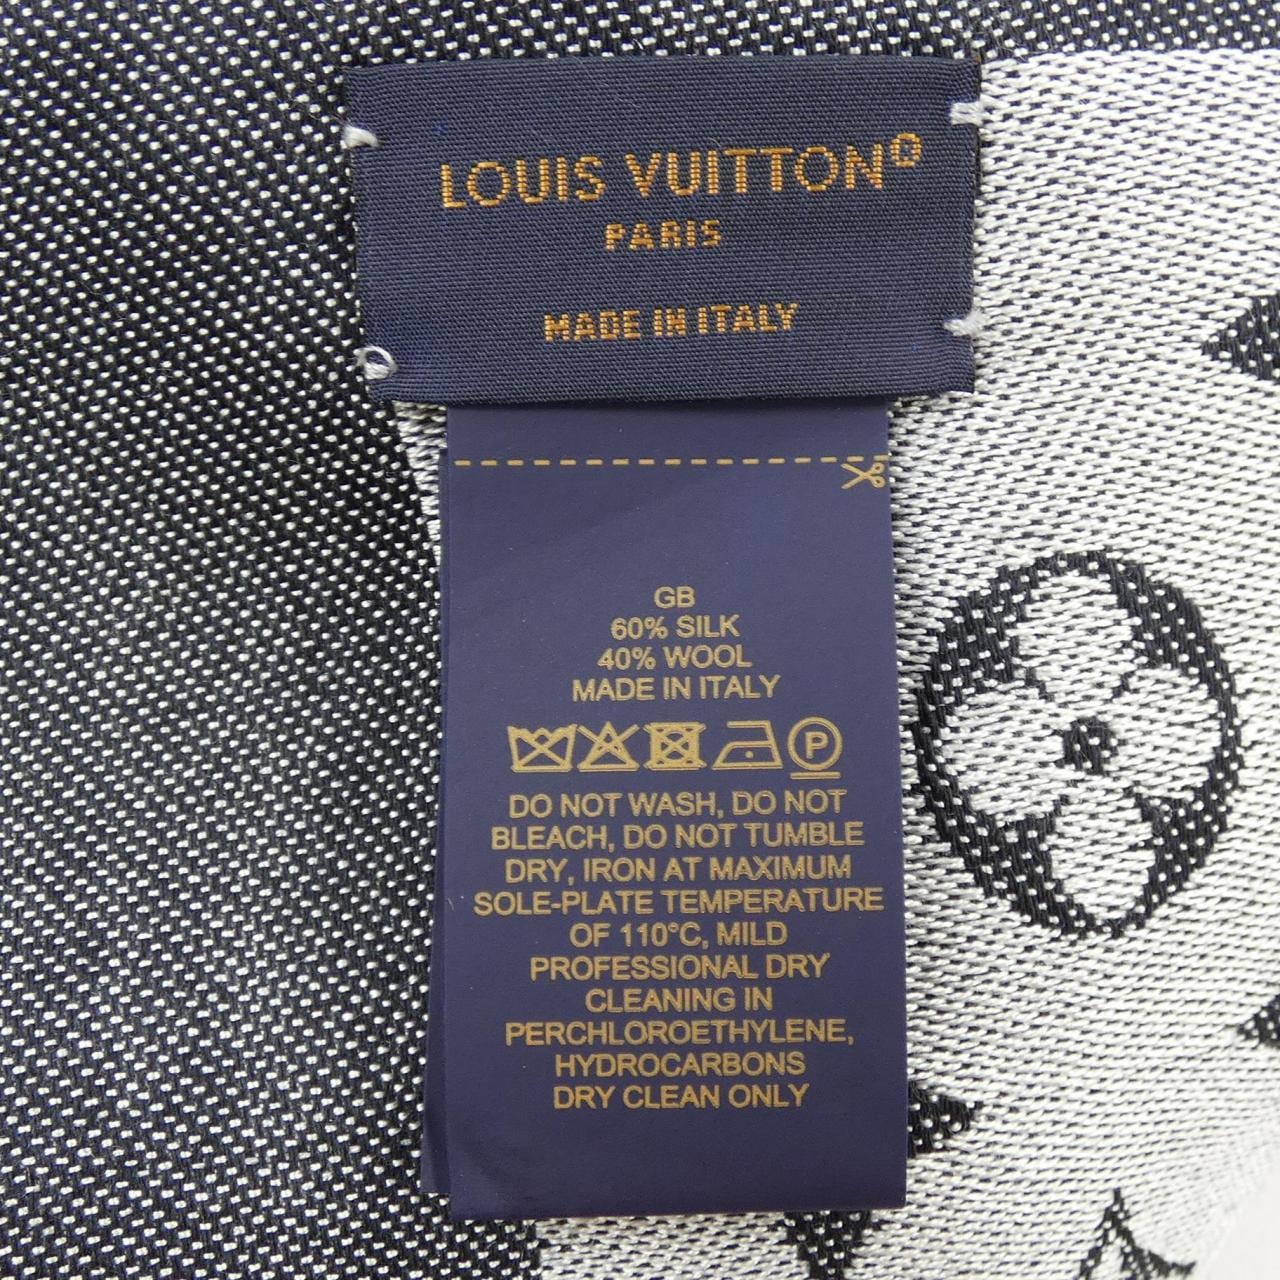 LOUIS VUITTON®
PARIS
MADE IN ITALY
GB
60% SILK
40% WOOL
MADE IN ITALY
P
DO NOT WASH, DO NOT
BLEACH, DO NOT TUMBLE
DRY, IRON AT MAXIMUM
SOLE-PLATE TEMPERATURE
OF 110°C, MILD
PROFESSIONAL DRY
CLEANING IN
PERCHLOROETHYLENE,
HYDROCARBONS
DRY CLEAN ONLY